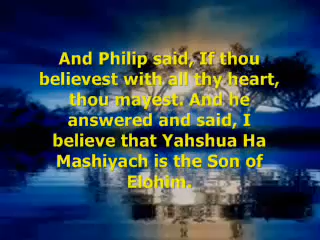 And Philip said, If thou
believest with all thy heart,
thou mayest. And he
answered and said, I
believe that Yahshua Ha
Mashiyach is the Son of
Elohim.